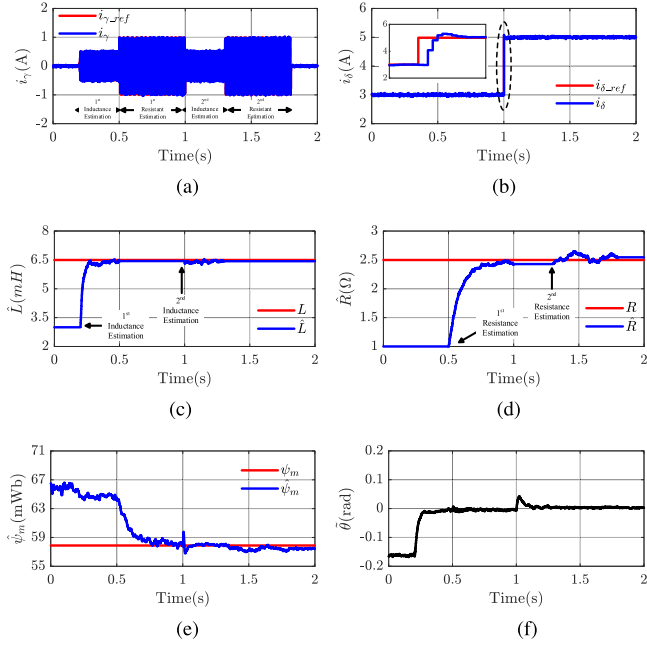 2
1
0
-1
-2
i_γ(A)
i_γ_ref
i_γ
1st Inductance Estimation
1st Resistant Estimation
2nd Inductance Estimation
2nd Resistant Estimation
0 0.5 1 1.5 2
Time(s)
(a)
6
5
4
3
2
i_δ(A)
i_δ_ref
i_δ
0 0.5 1 1.5 2
Time(s)
(b)
9.5
6.5
3.5
2
L̂(mH)
1st
Inductance
Estimation
2nd
Inductance
Estimation
L
L̂
0 0.5 1 1.5 2
Time(s)
(c)
3
2.5
2
1.5
1
R̂(Ω)
1st
Resistance
Estimation
2nd
Resistance
Estimation
R
R̂
0 0.5 1 1.5 2
Time(s)
(d)
71
67
63
59
55
ψ̂_m(mWb)
ψ_m
ψ̂_m
0 0.5 1 1.5 2
Time(s)
(e)
0.2
0.1
0
-0.1
-0.2
θ̃(rad)
0 0.5 1 1.5 2
Time(s)
(f)